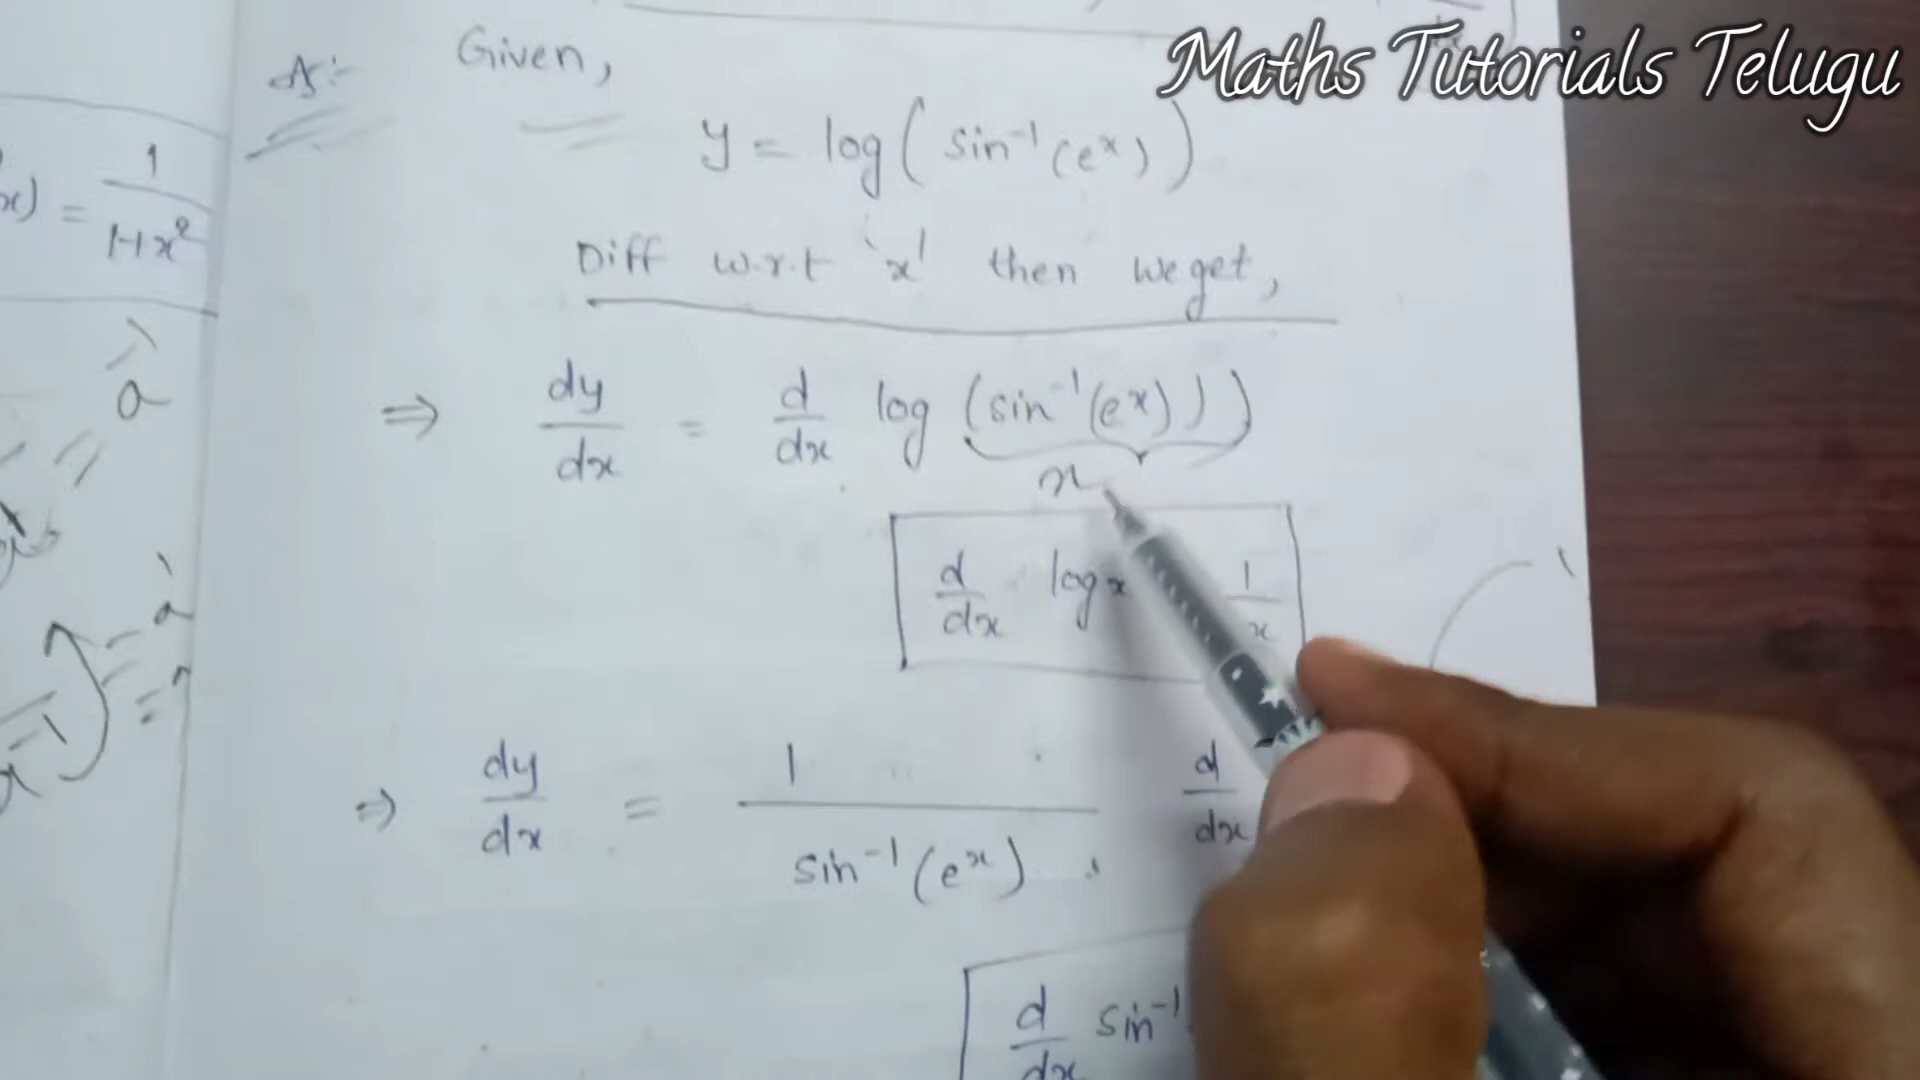 Maths Tutorials Telugu
A:- Given,
y = log(sin⁻¹(eˣ))
Diff w.r.t 'x' then we get,
⇒ dy/dx = d/dx log(sin⁻¹(eˣ))
x
d/dx log x 1/x
⇒ dy/dx = 1/sin⁻¹(eˣ) . d/dx
d/dx sin⁻¹
x) = 1/1+x²